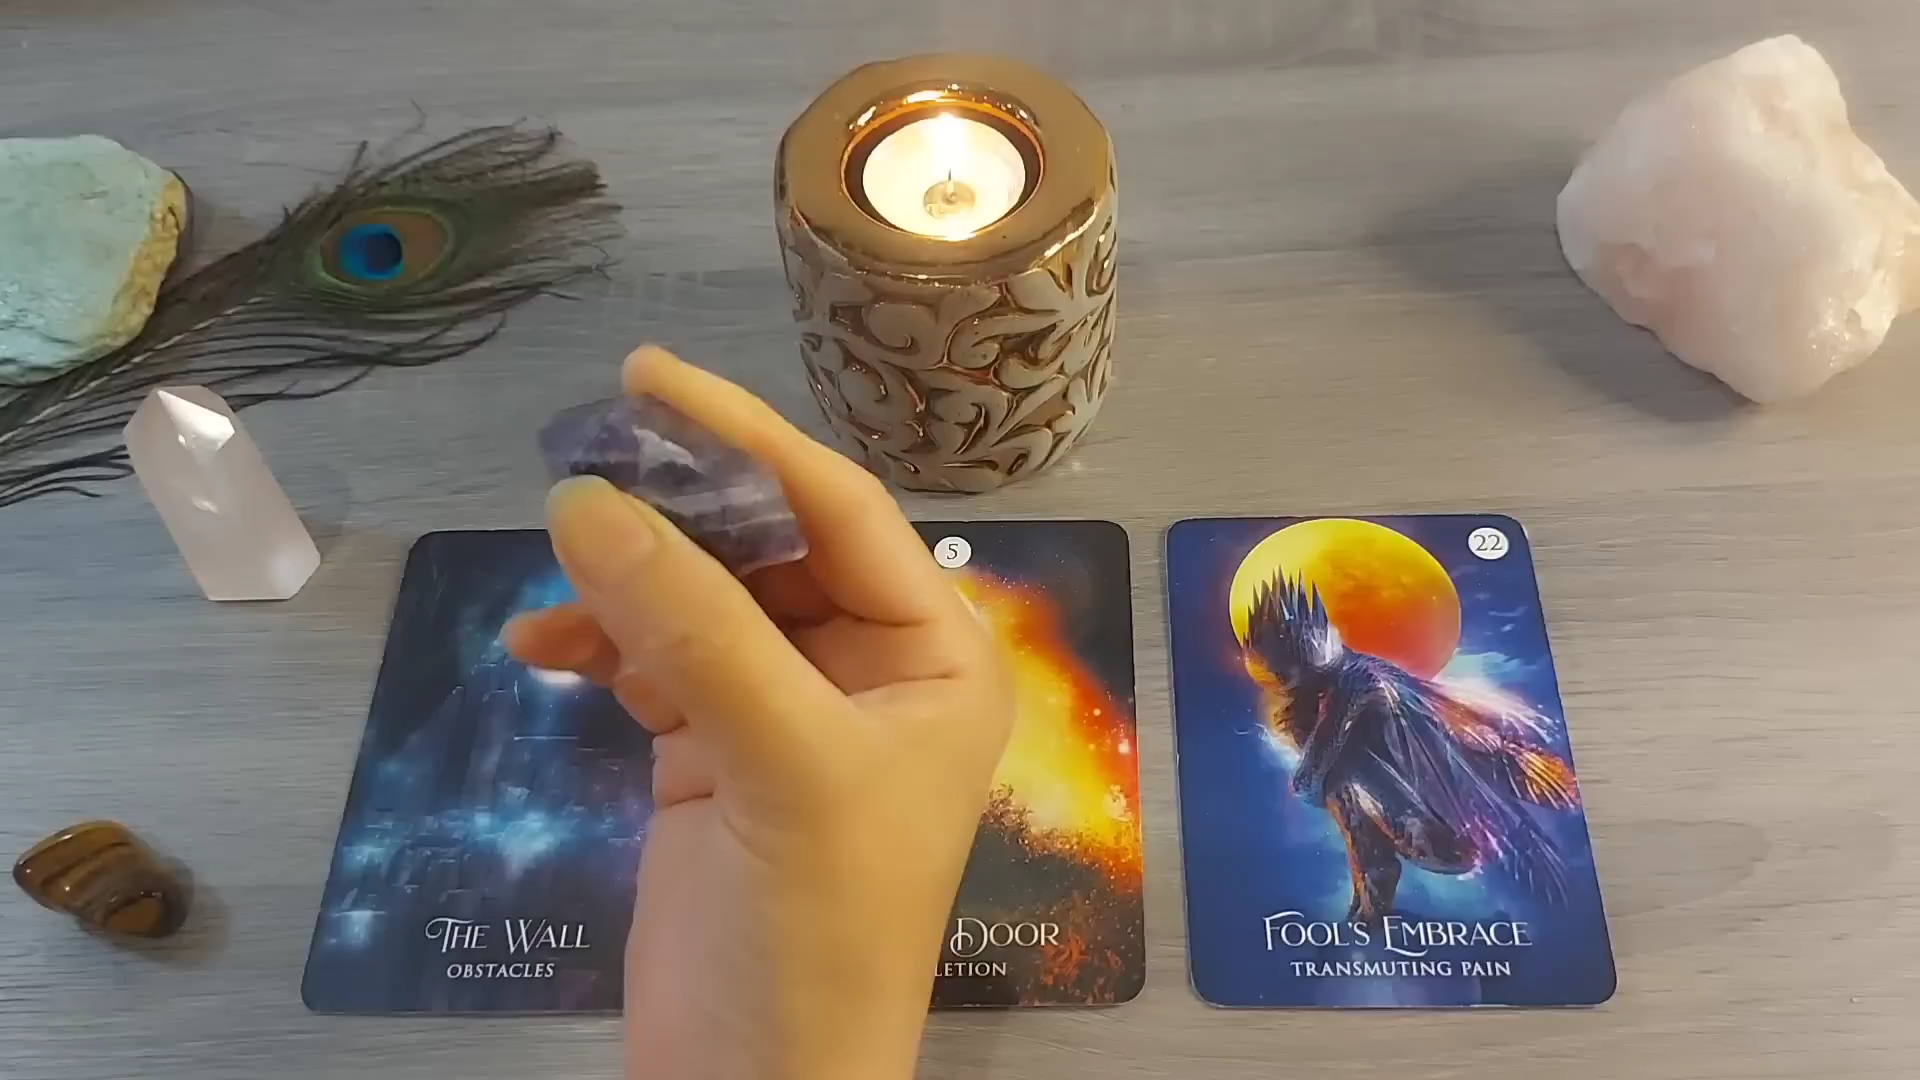 5
22
THE WALL
OBSTACLES
DOOR
LETION
FOOL'S EMBRACE
TRANSMUTING PAIN